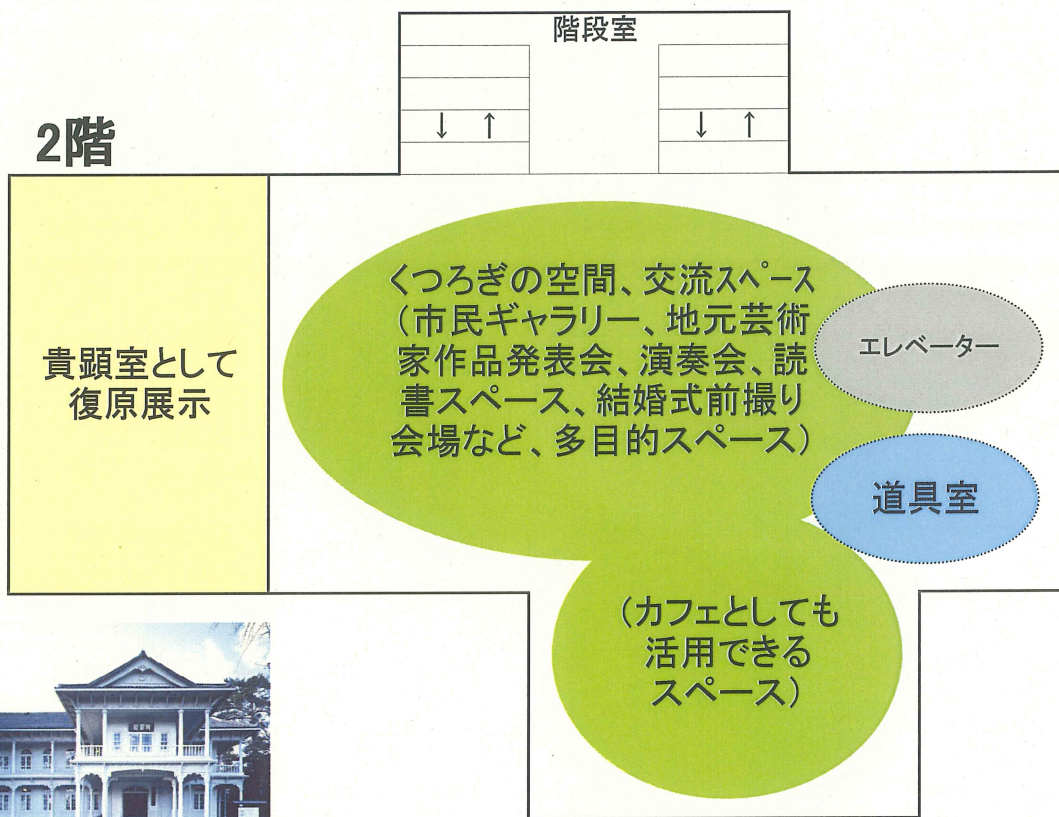 階段室
↓ ↑
↓ ↑
2階
くつろぎの空間、交流スペース
(市民ギャラリー、地元芸術
家作品発表会、演奏会、読
書スペース、結婚式前撮り
会場など、多目的スペース)
エレベーター
貴顕室として
復原展示
道具室
(カフェとしても
活用できる
スペース)